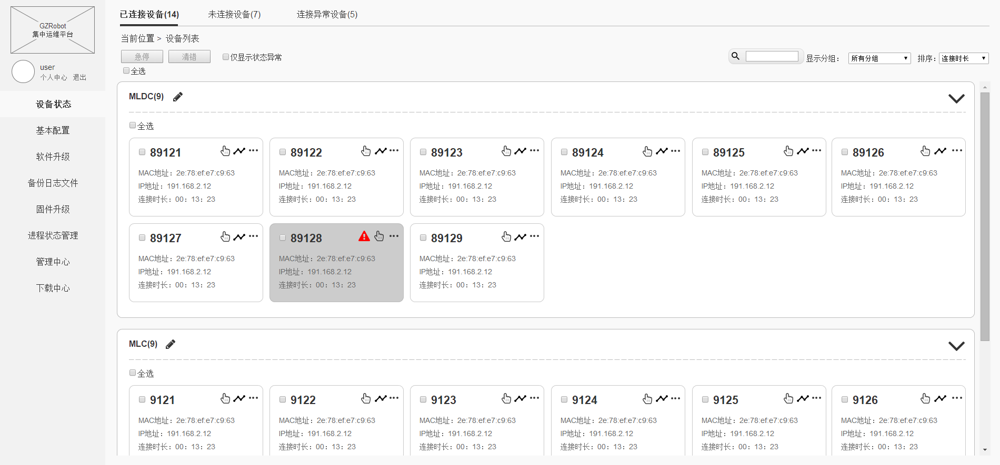 GZRobot
集中运维平台
user
个人中心 退出
设备状态
基本配置
软件升级
备份日志文件
固件升级
进程状态管理
管理中心
下载中心
已连接设备(14) 未连接设备(7) 连接异常设备(5)
当前位置 > 设备列表
急停 清错 仅显示状态异常 显示分组： 所有分组 排序： 连接时长
全选
MLDC(9)
全选
89121 89122 89123 89124 89125 89126
MAC地址：2e:78:ef:e7:c9:63 MAC地址：2e:78:ef:e7:c9:63 MAC地址：2e:78:ef:e7:c9:63 MAC地址：2e:78:ef:e7:c9:63 MAC地址：2e:78:ef:e7:c9:63 MAC地址：2e:78:ef:e7:c9:63
IP地址：191.168.2.12 IP地址：191.168.2.12 IP地址：191.168.2.12 IP地址：191.168.2.12 IP地址：191.168.2.12 IP地址：191.168.2.12
连接时长：00：13：23 连接时长：00：13：23 连接时长：00：13：23 连接时长：00：13：23 连接时长：00：13：23 连接时长：00：13：23
89127 89128 89129
MAC地址：2e:78:ef:e7:c9:63 MAC地址：2e:78:ef:e7:c9:63 MAC地址：2e:78:ef:e7:c9:63
IP地址：191.168.2.12 IP地址：191.168.2.12 IP地址：191.168.2.12
连接时长：00：13：23 连接时长：00：13：23 连接时长：00：13：23
MLC(9)
全选
9121 9122 9123 9124 9125 9126
MAC地址：2e:78:ef:e7:c9:63 MAC地址：2e:78:ef:e7:c9:63 MAC地址：2e:78:ef:e7:c9:63 MAC地址：2e:78:ef:e7:c9:63 MAC地址：2e:78:ef:e7:c9:63 MAC地址：2e:78:ef:e7:c9:63
IP地址：191.168.2.12 IP地址：191.168.2.12 IP地址：191.168.2.12 IP地址：191.168.2.12 IP地址：191.168.2.12 IP地址：191.168.2.12
连接时长：00：13：23 连接时长：00：13：23 连接时长：00：13：23 连接时长：00：13：23 连接时长：00：13：23 连接时长：00：13：23